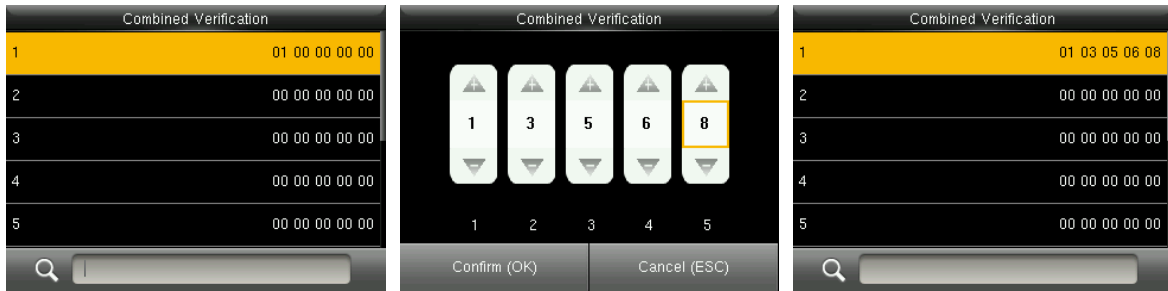 Combined Verification
1 01 00 00 00 00
2 00 00 00 00 00
3 00 00 00 00 00
4 00 00 00 00 00
5 00 00 00 00 00
Combined Verification
1 3 5 6 8
1 2 3 4 5
Confirm (OK) Cancel (ESC)
Combined Verification
1 01 03 05 06 08
2 00 00 00 00 00
3 00 00 00 00 00
4 00 00 00 00 00
5 00 00 00 00 00